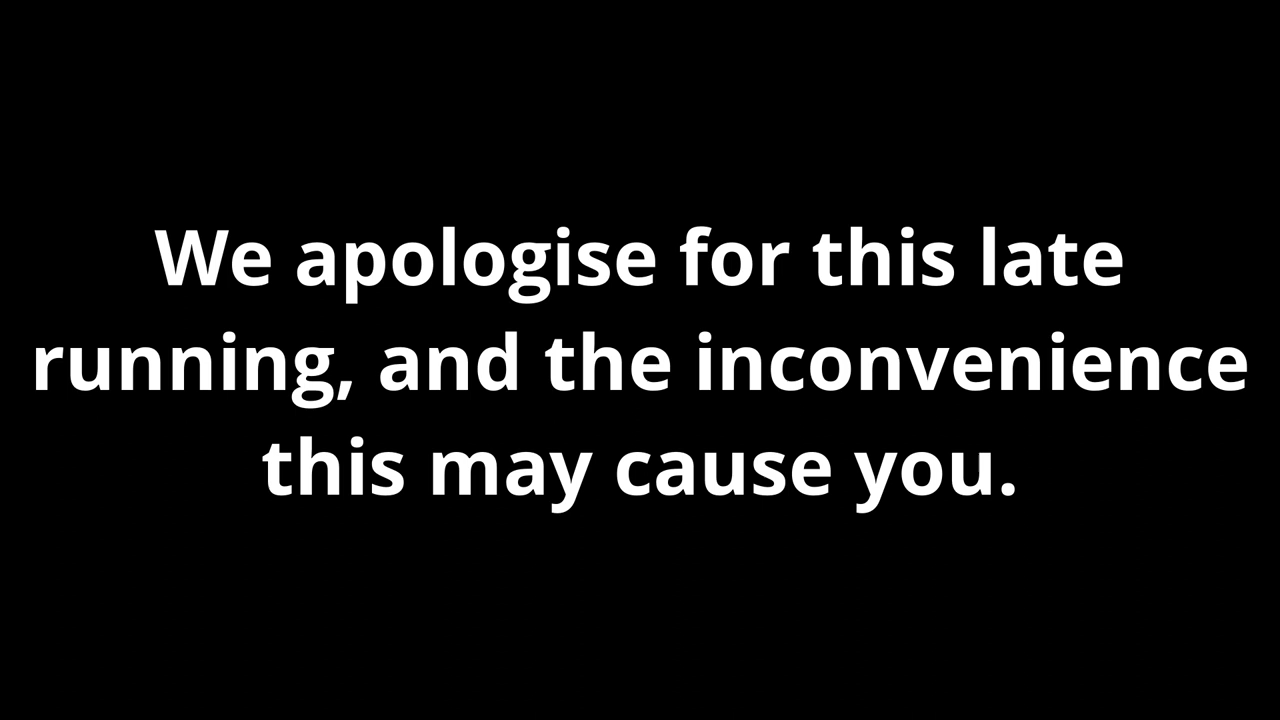 We apologise for this late
running, and the inconvenience
this may cause you.